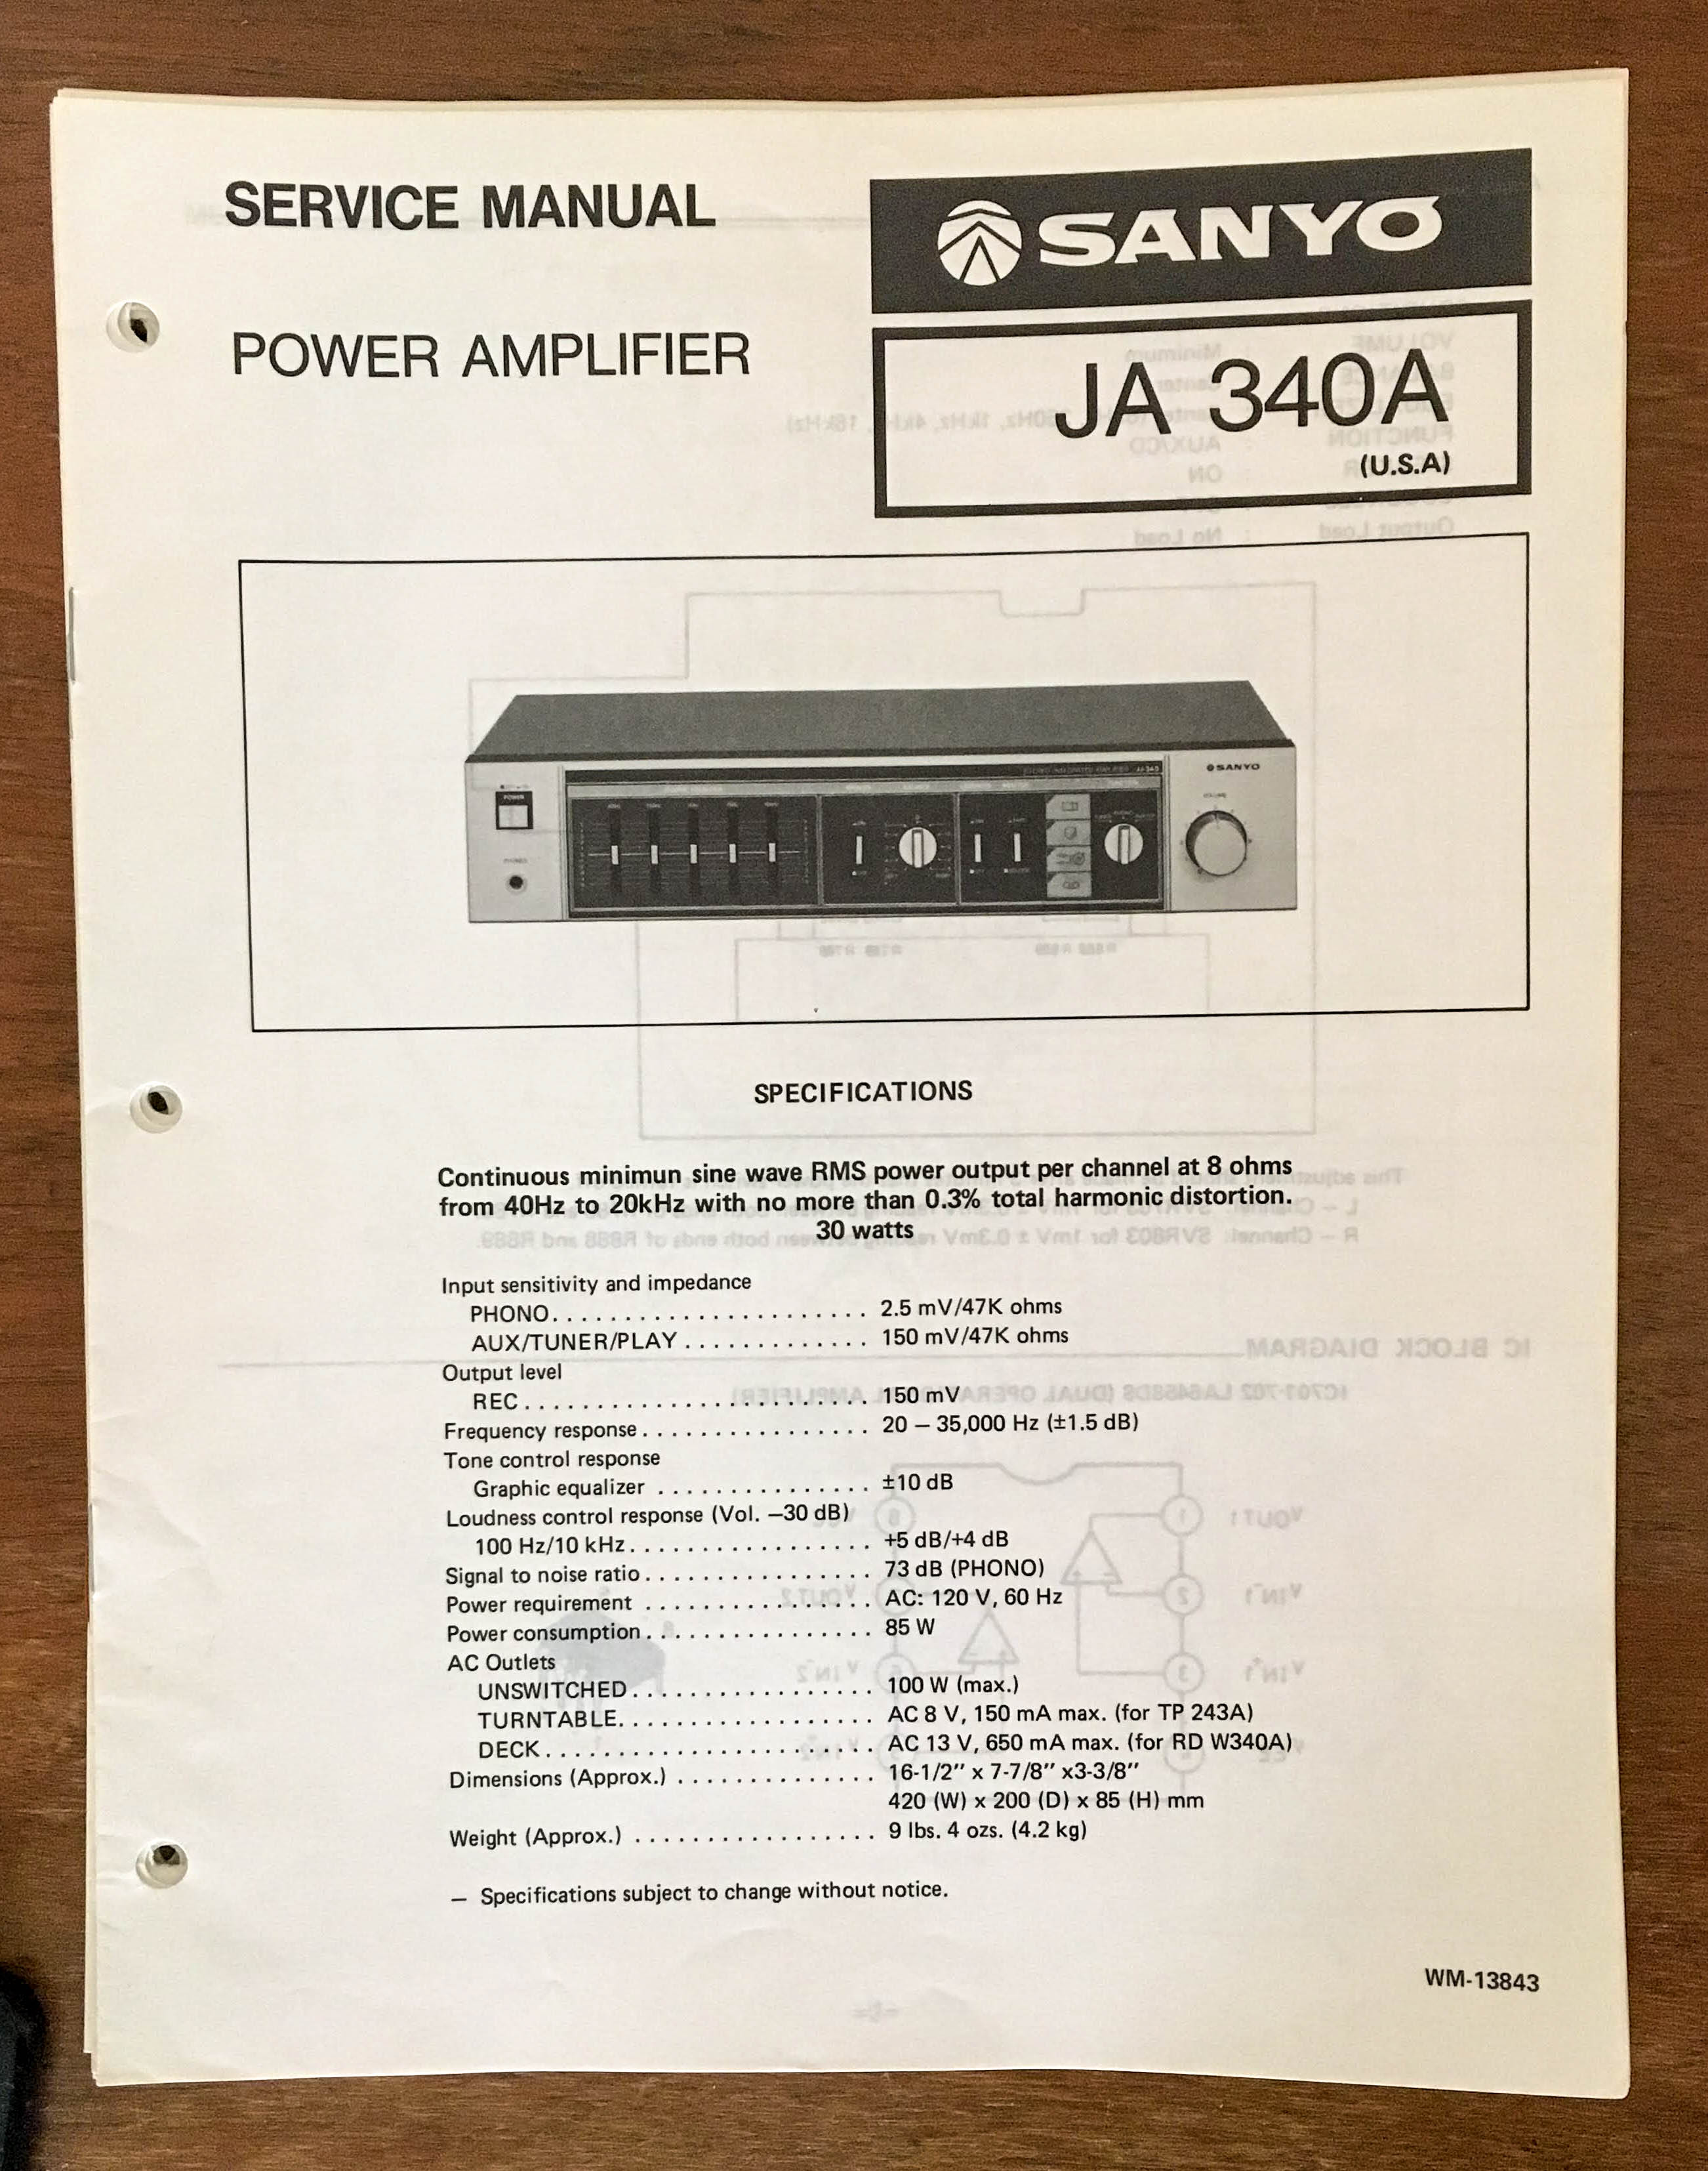 SERVICE MANUAL
SANYO
POWER AMPLIFIER
JA 340A
(U.S.A)
SANYO
POWER
PHONES
VOLUME
SPECIFICATIONS
Continuous minimun sine wave RMS power output per channel at 8 ohms
from 40Hz to 20kHz with no more than 0.3% total harmonic distortion.
30 watts
Input sensitivity and impedance
PHONO. . . . . . . . . . . . . . . . . . . . . . 2.5 mV/47K ohms
AUX/TUNER/PLAY . . . . . . . . . . . . . 150 mV/47K ohms
Output level
REC . . . . . . . . . . . . . . . . . . . . . . . . 150 mV
Frequency response . . . . . . . . . . . . . . . . 20 – 35,000 Hz (±1.5 dB)
Tone control response
Graphic equalizer . . . . . . . . . . . . . . . ±10 dB
Loudness control response (Vol. –30 dB)
100 Hz/10 kHz . . . . . . . . . . . . . . . . . +5 dB/+4 dB
Signal to noise ratio . . . . . . . . . . . . . . . . 73 dB (PHONO)
Power requirement . . . . . . . . . . . . . . . . AC: 120 V, 60 Hz
Power consumption . . . . . . . . . . . . . . . . 85 W
AC Outlets
UNSWITCHED . . . . . . . . . . . . . . . . . 100 W (max.)
TURNTABLE. . . . . . . . . . . . . . . . . . AC 8 V, 150 mA max. (for TP 243A)
DECK . . . . . . . . . . . . . . . . . . . . . . . AC 13 V, 650 mA max. (for RD W340A)
Dimensions (Approx.) . . . . . . . . . . . . . . 16-1/2″ x 7-7/8″ x3-3/8″
420 (W) x 200 (D) x 85 (H) mm
Weight (Approx.) . . . . . . . . . . . . . . . . . 9 lbs. 4 ozs. (4.2 kg)
– Specifications subject to change without notice.
WM-13843